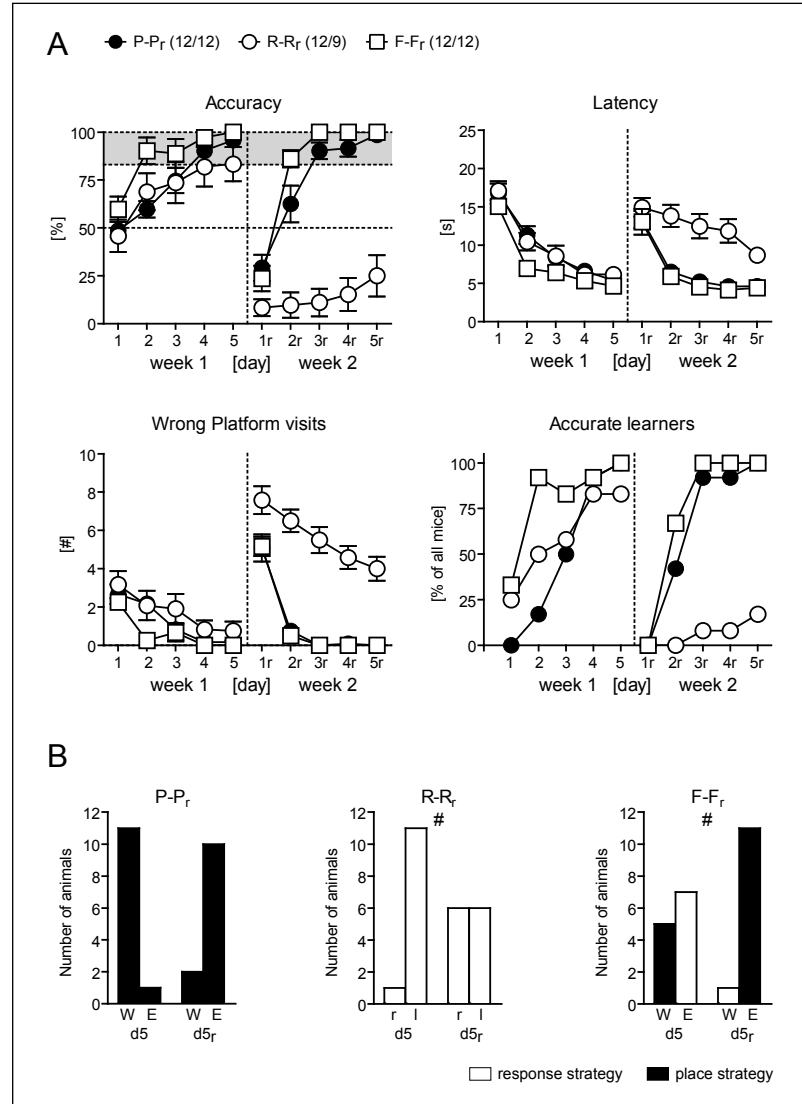 A
P-Pr (12/12) R-Rr (12/9) F-Fr (12/12)
Accuracy
[%]
100
75
50
25
0
1 2 3 4 5 1r 2r 3r 4r 5r
week 1 [day] week 2
Latency
[s]
25
20
15
10
5
0
1 2 3 4 5 1r 2r 3r 4r 5r
week 1 [day] week 2
Wrong Platform visits
[#]
10
8
6
4
2
0
1 2 3 4 5 1r 2r 3r 4r 5r
week 1 [day] week 2
Accurate learners
[% of all mice]
100
75
50
25
0
1 2 3 4 5 1r 2r 3r 4r 5r
week 1 [day] week 2
B
P-Pr
Number of animals
12
10
8
6
4
2
0
W E W E
d5 d5r
R-Rr
#
Number of animals
12
10
8
6
4
2
0
r l r l
d5 d5r
F-Fr
#
Number of animals
12
10
8
6
4
2
0
W E W E
d5 d5r
response strategy place strategy